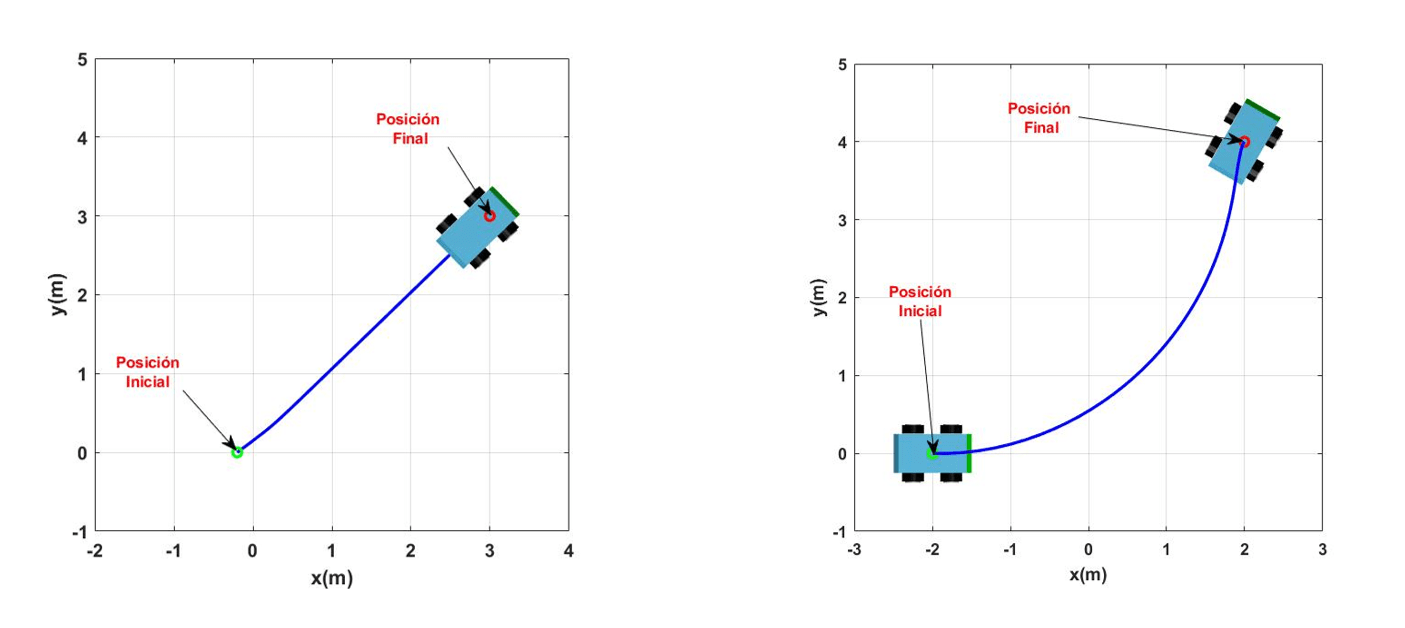 5
4
3
2
1
0
-1
-2
-1
0
1
2
3
4
x(m)
y(m)
Posición
Final
Posición
Inicial
5
4
3
2
1
0
-1
-3
-2
-1
0
1
2
3
x(m)
y(m)
Posición
Final
Posición
Inicial